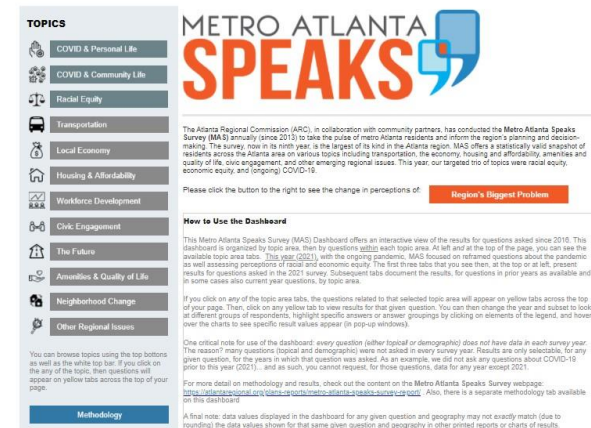 TOPICS
COVID & Personal Life
COVID & Community Life
Racial Equity
Transportation
Local Economy
Housing & Affordability
Workforce Development
Civic Engagement
The Future
Amenities & Quality of Life
Neighborhood Change
Other Regional Issues
You can browse topics using the top bottons
as well as the white top bar: If you click on
the any of the topic, then questions will
appear on yellow tabs across the top of your
page.
Methodology
METRO ATLANTA
SPEAKS
The Atlanta Regional Commission (ARC), in collaboration with community partners, has conducted the Metro Atlanta Speaks
Survey (MAS) annually (since 2013) to take the pulse of metro Atlanta residents and inform the region's planning and decision-
making. The survey, now in its ninth year, is the largest of its kind in the Atlanta region. MAS offers a statistically valid snapshot of
residents across the Atlanta area on various topics including transportation, the economy, housing and affordability, amenities and
quality of life, civic engagement, and other emerging regional issues. This year, our targeted trio of topics were racial equity,
economic equity, and (ongoing) COVID-19.
Please click the button to the right to see the change in perceptions of:
Region's Biggest Problem
How to Use the Dashboard
This Metro Atlanta Speaks Survey (MAS) Dashboard offers an interactive view of the results for questions asked since 2016. This
dashboard is organized by topic area, then by questions within each topic area. At left and at the top of the page, you can see the
available topic area tabs. This year (2021), with the ongoing pandemic, MAS focused on reframed questions about the pandemic
as well assessing perceptions of racial and economic equity. The first three tabs that you see then, at the top or at left, present
results for questions asked in the 2021 survey. Subsequent tabs document the results, for questions in prior years as available and
in some cases also current year questions, by topic area.
If you click on any of the topic area tabs, the questions related to that selected topic area will appear on yellow tabs across the top
of your page. Then, click on any yellow tab to view results for that given question. You can then change the year and subset to look
at different groups of respondents, highlight specific answers or answer groupings by clicking on elements of the legend, and hover
over the charts to see specific result values appear (in pop-up windows).
One critical note for use of the dashboard: every question (either topical or demographic) does not have data in each survey year.
The reason? many questions (topical and demographic) were not asked in every survey year. Results are only selectable, for any
given question, for the years in which that question was asked. As an example, we did not ask any questions about COVID-19
prior to this year (2021)... and as such, you cannot request, for those questions, data for any year except 2021.
For more detail on methodology and results, check out the content on the Metro Atlanta Speaks Survey webpage:
https://atlantaregional.org/plans-reports/metro-atlanta-speaks-survey-report/ . Also, there is a separate methodology tab available
on this dashboard
A final note: data values displayed in the dashboard for any given question and geography may not exactly match (due to
rounding) the data values shown for that same given question and geography in other printed reports or charts of results.